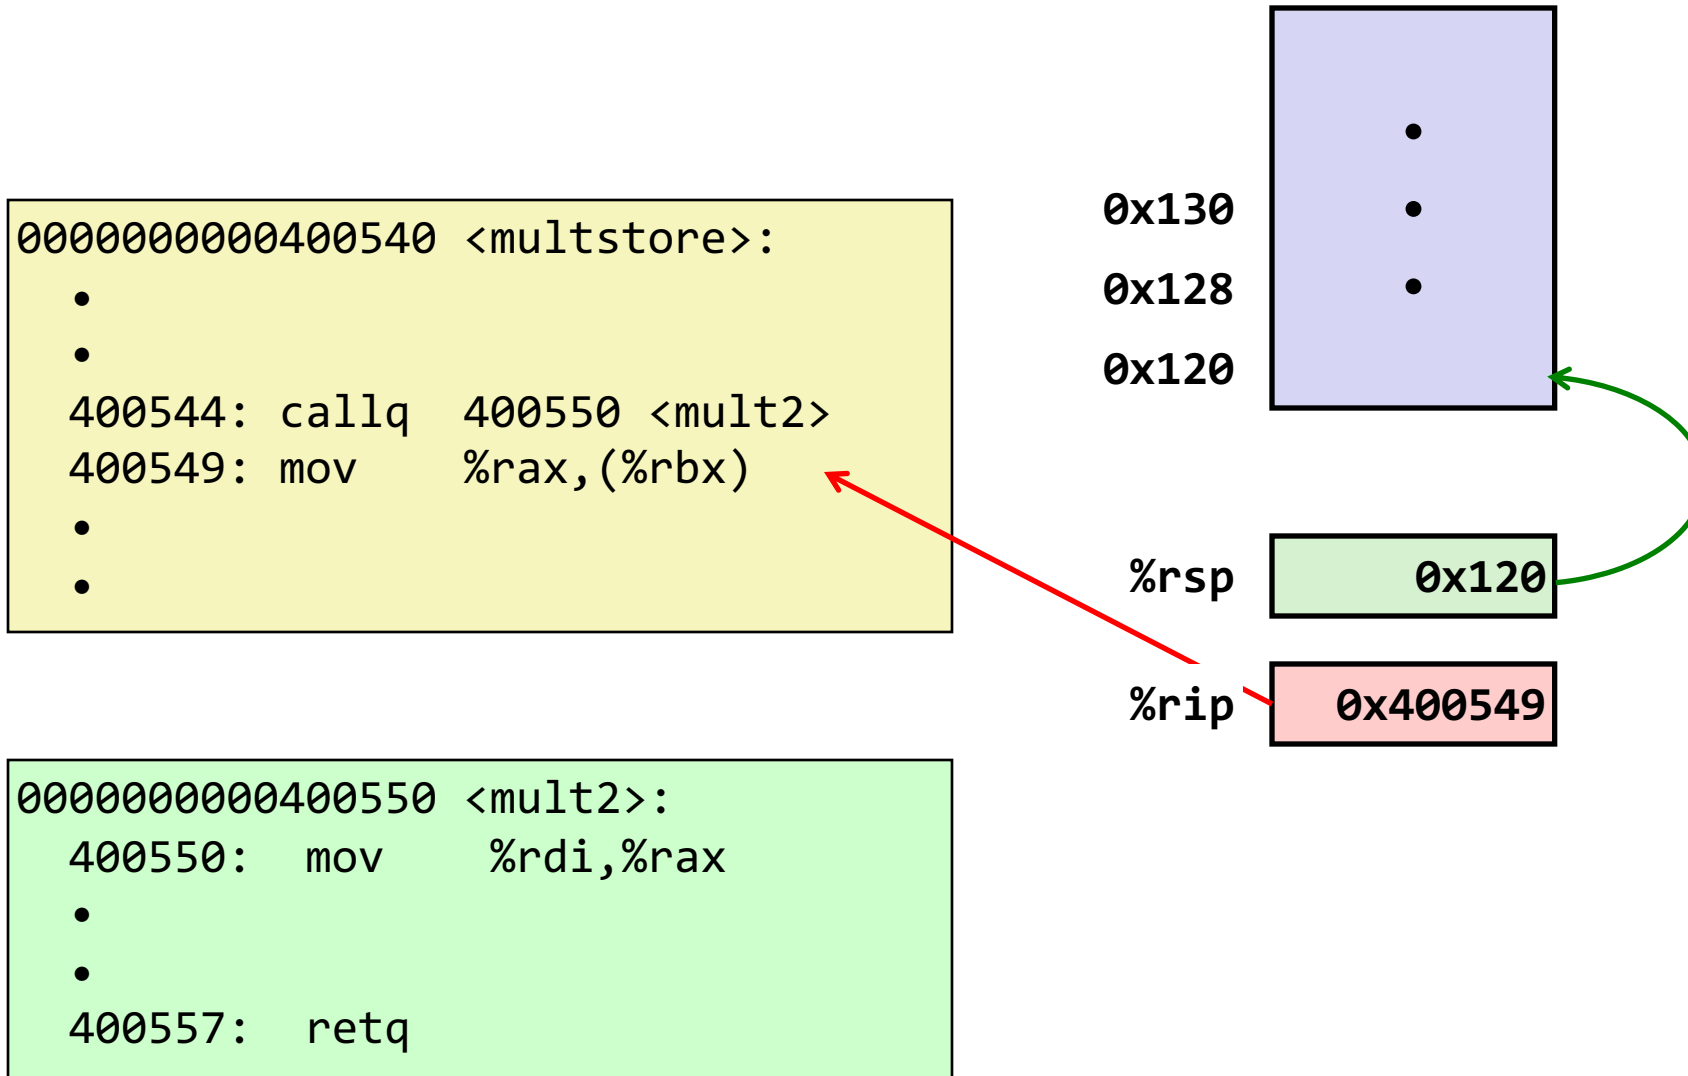 0000000000400540 <multstore>:
•
•
400544: callq 400550 <mult2>
400549: mov %rax,(%rbx)
•
•
0000000000400550 <mult2>:
400550: mov %rdi,%rax
•
•
400557: retq
•
0x130 •
0x128 •
0x120
%rsp 0x120
%rip 0x400549